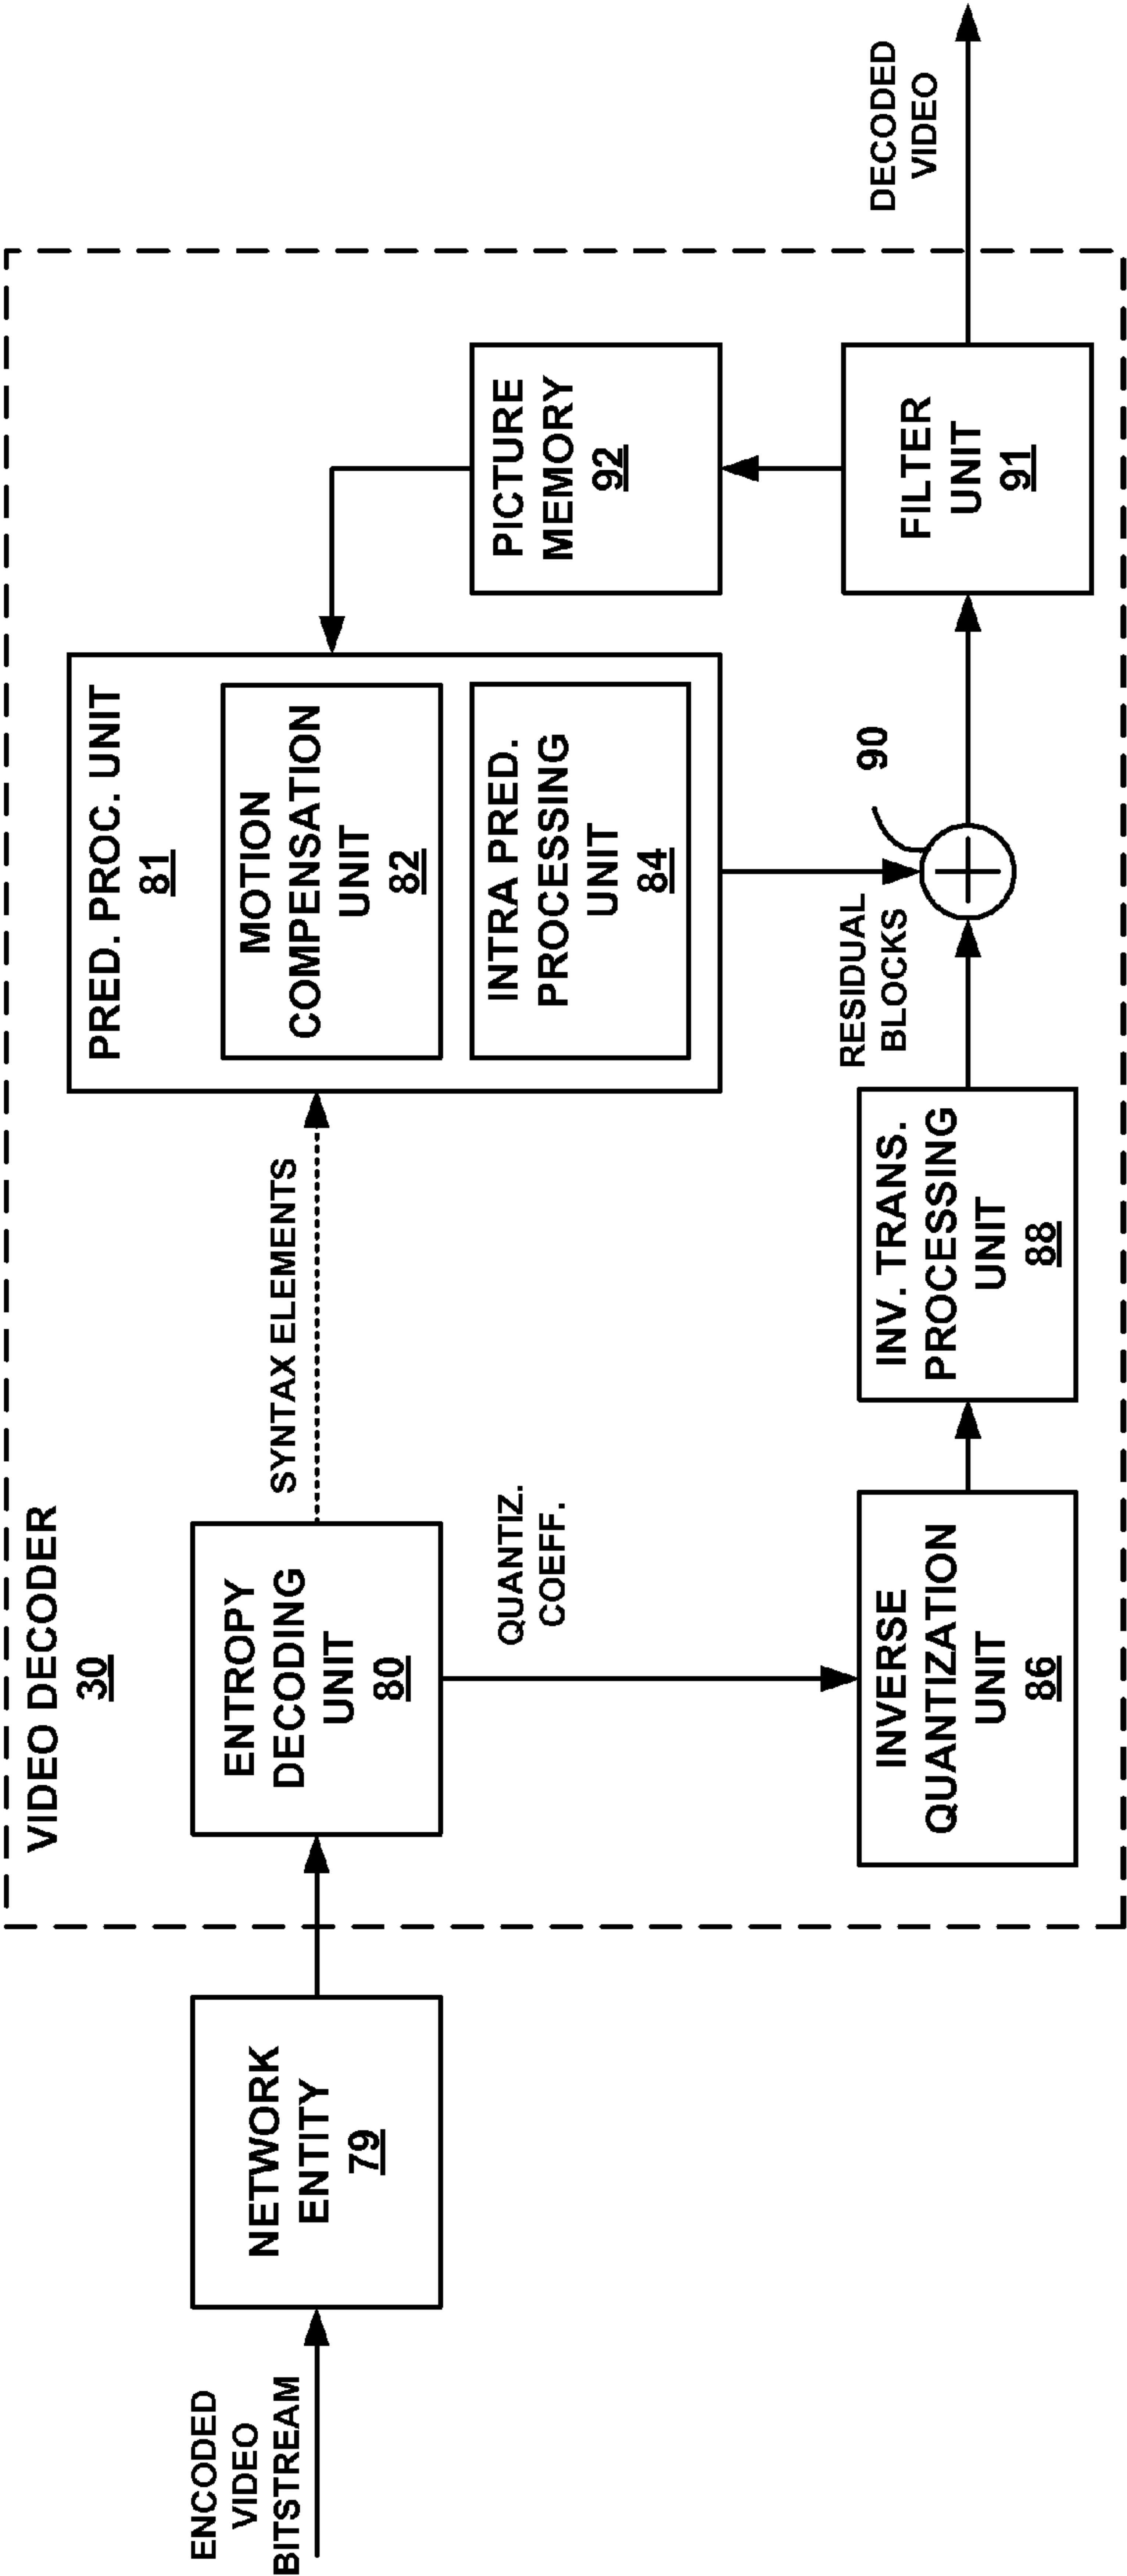 VIDEO DECODER
30
ENCODED
VIDEO
BITSTREAM
NETWORK
ENTITY
79
ENTROPY
DECODING
UNIT
80
SYNTAX ELEMENTS
QUANTIZ.
COEFF.
PRED. PROC. UNIT
81
MOTION
COMPENSATION
UNIT
82
INTRA PRED.
PROCESSING
UNIT
84
PICTURE
MEMORY
92
INVERSE
QUANTIZATION
UNIT
86
INV. TRANS.
PROCESSING
UNIT
88
RESIDUAL
BLOCKS
90
FILTER
UNIT
91
DECODED
VIDEO